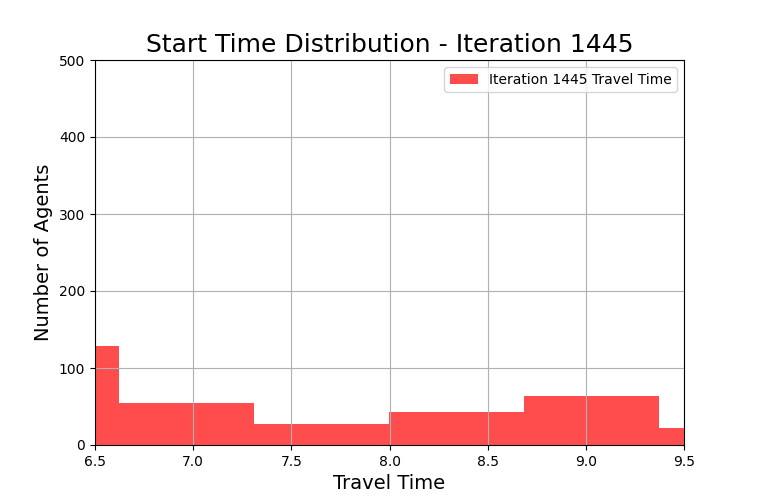 Start Time Distribution - Iteration 1445
Iteration 1445 Travel Time
Number of Agents
500
400
300
200
100
0
6.5 7.0 7.5 8.0 8.5 9.0 9.5
Travel Time